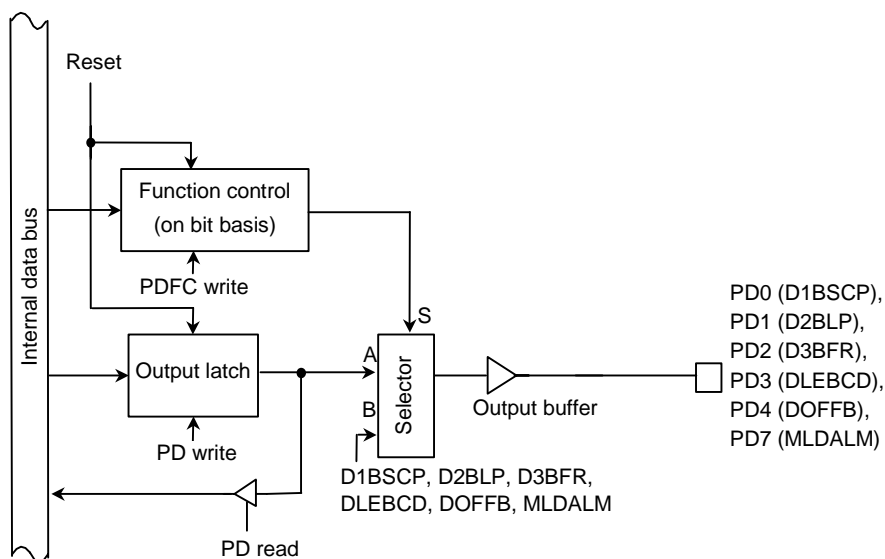 Reset
Internal data bus
Function control
(on bit basis)
PDFC write
S
Output latch
A
B
Selector
Output buffer
PD write
D1BSCP, D2BLP, D3BFR,
DLEBCD, DOFFB, MLDALM
PD read
PD0 (D1BSCP),
PD1 (D2BLP),
PD2 (D3BFR),
PD3 (DLEBCD),
PD4 (DOFFB),
PD7 (MLDALM)